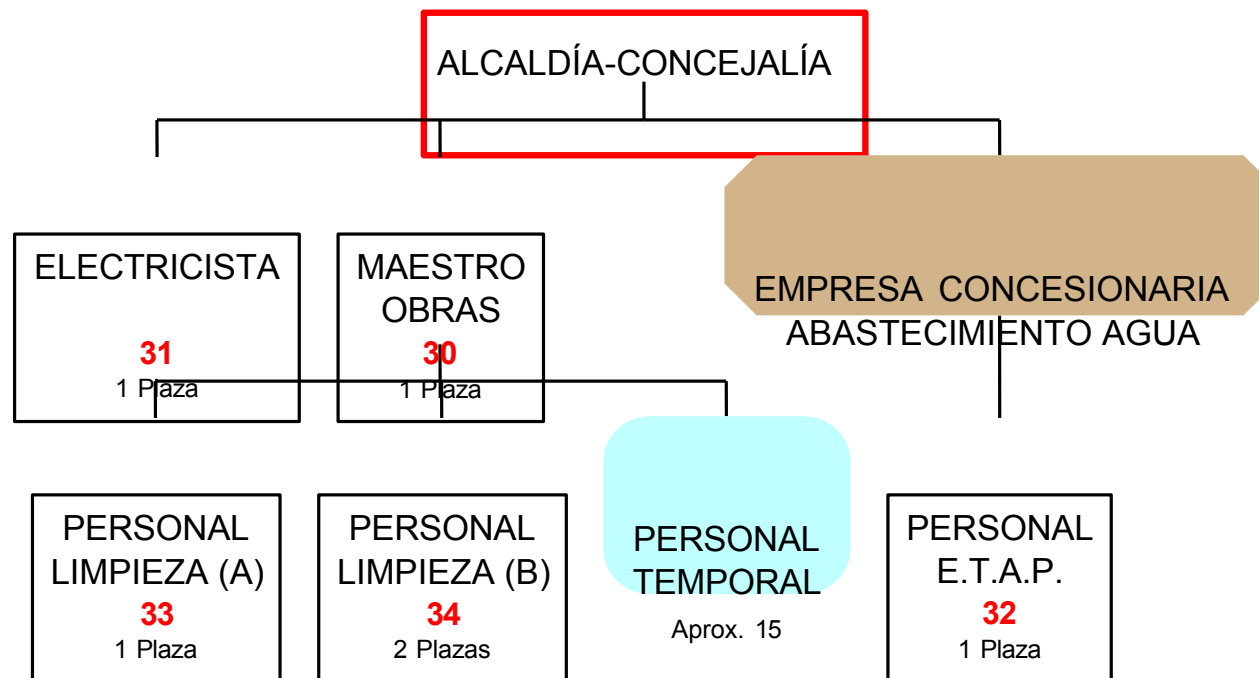 ALCALDÍA-CONCEJALÍA
ELECTRICISTA
31
1 Plaza
MAESTRO
OBRAS
30
1 Plaza
EMPRESA CONCESIONARIA
ABASTECIMIENTO AGUA
PERSONAL
LIMPIEZA (A)
33
1 Plaza
PERSONAL
LIMPIEZA (B)
34
2 Plazas
PERSONAL
TEMPORAL
Aprox. 15
PERSONAL
E.T.A.P.
32
1 Plaza